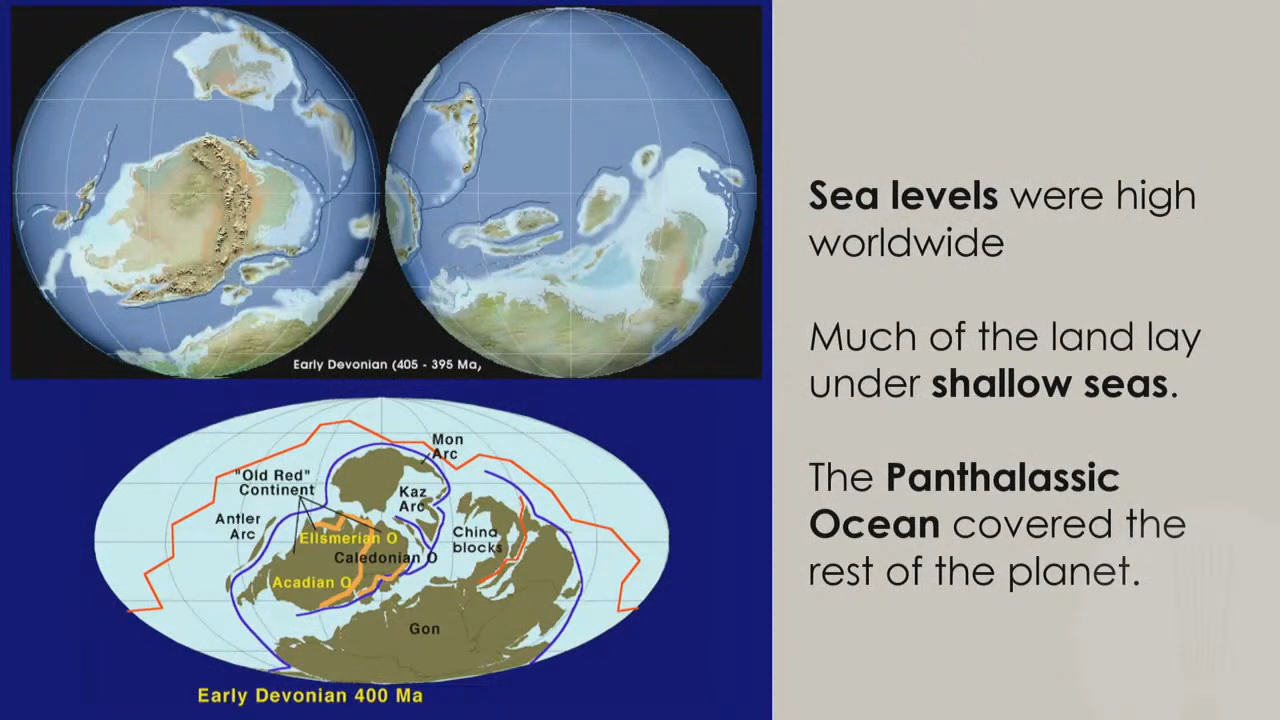 Early Devonian (405 - 395 Ma,
Mon
Arc
"Old Red"
Continent
Kaz
Arc
Antler
Arc
Ellsmerian O
China
blocks
Caledonian O
Acadian O
Gon
Early Devonian 400 Ma
Sea levels were high
worldwide
Much of the land lay
under shallow seas.
The Panthalassic
Ocean covered the
rest of the planet.